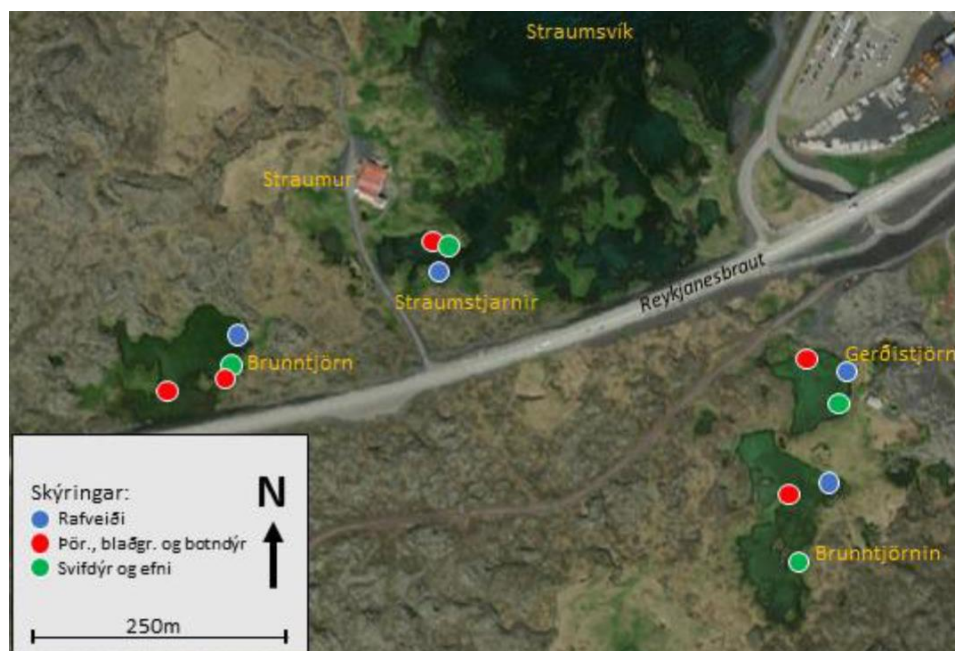 Straumsvík
Straumur
Straumstjarnir
Reykjanesbraut
Brunntjörn
Gerðistjörn
Brunntjörnin
Skýringar:
Rafveiði
Þör., blaðgr. og botndýr
Svifdýr og efni
N
250m